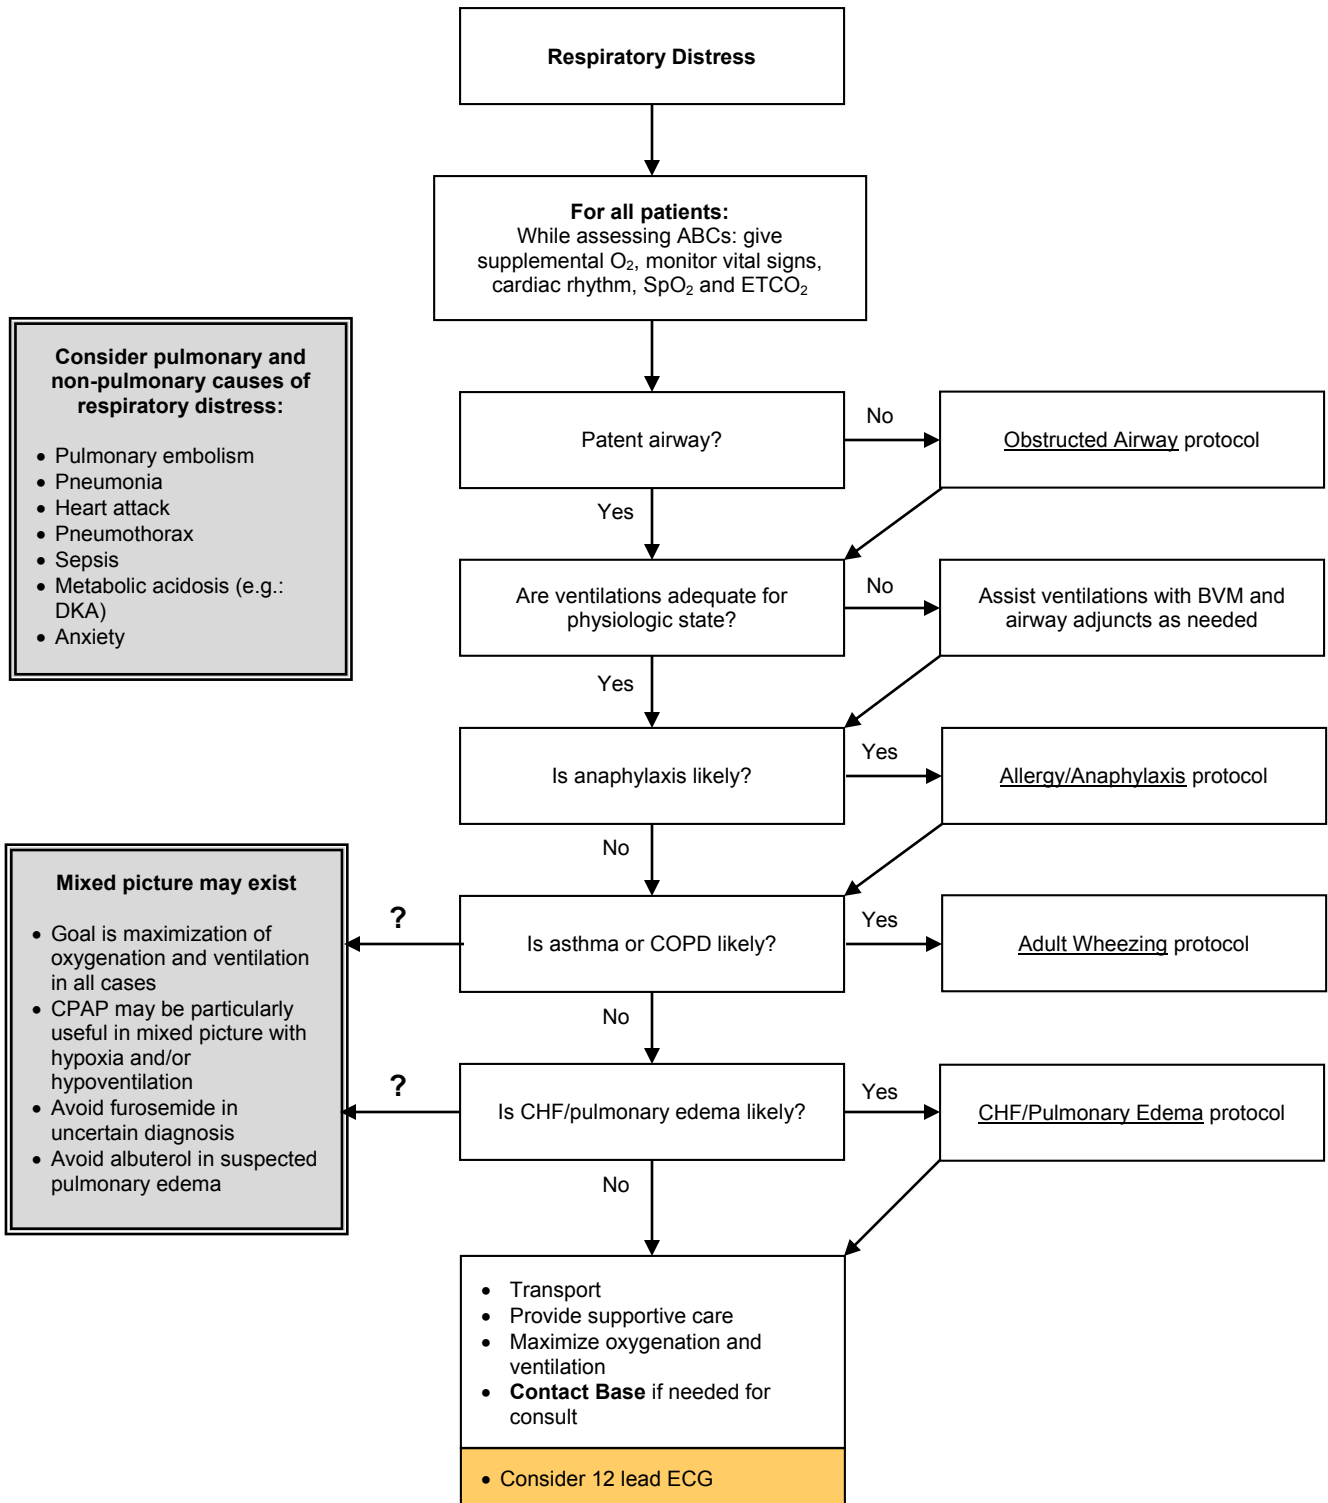 Respiratory Distress
For all patients:
While assessing ABCs: give
supplemental O₂, monitor vital signs,
cardiac rhythm, SpO₂ and ETCO₂
Consider pulmonary and
non-pulmonary causes of
respiratory distress:
• Pulmonary embolism
• Pneumonia
• Heart attack
• Pneumothorax
• Sepsis
• Metabolic acidosis (e.g.:
DKA)
• Anxiety
Patent airway?
No
Obstructed Airway protocol
Yes
Are ventilations adequate for
physiologic state?
No
Assist ventilations with BVM and
airway adjuncts as needed
Yes
Is anaphylaxis likely?
Yes
Allergy/Anaphylaxis protocol
No
Mixed picture may exist
• Goal is maximization of
oxygenation and ventilation
in all cases
• CPAP may be particularly
useful in mixed picture with
hypoxia and/or
hypoventilation
• Avoid furosemide in
uncertain diagnosis
• Avoid albuterol in suspected
pulmonary edema
?
Is asthma or COPD likely?
Yes
Adult Wheezing protocol
No
?
Is CHF/pulmonary edema likely?
Yes
CHF/Pulmonary Edema protocol
No
• Transport
• Provide supportive care
• Maximize oxygenation and
ventilation
• Contact Base if needed for
consult
• Consider 12 lead ECG